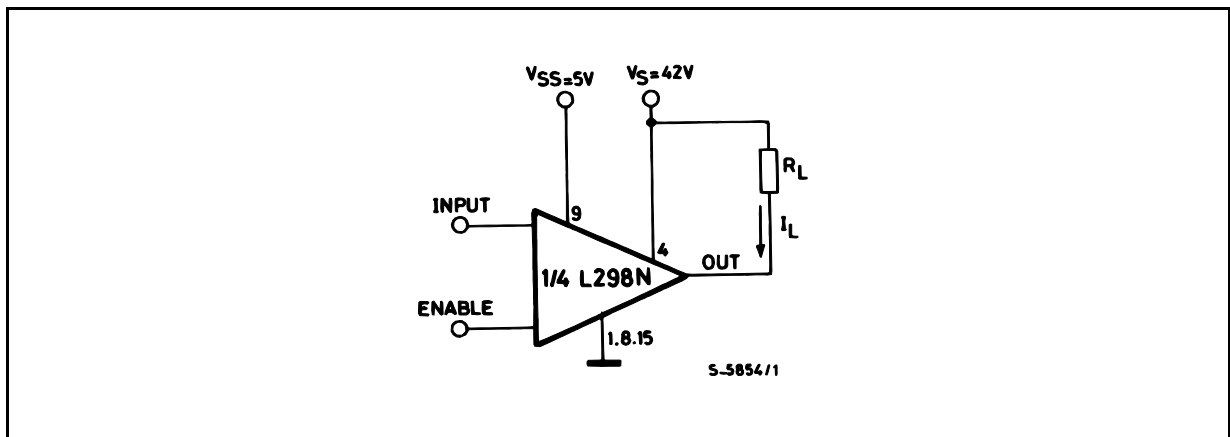 VSS=5V
VS=42V
RL
INPUT
9
IL
4
OUT
1/4 L298N
ENABLE
1.8.15
S-5854/1